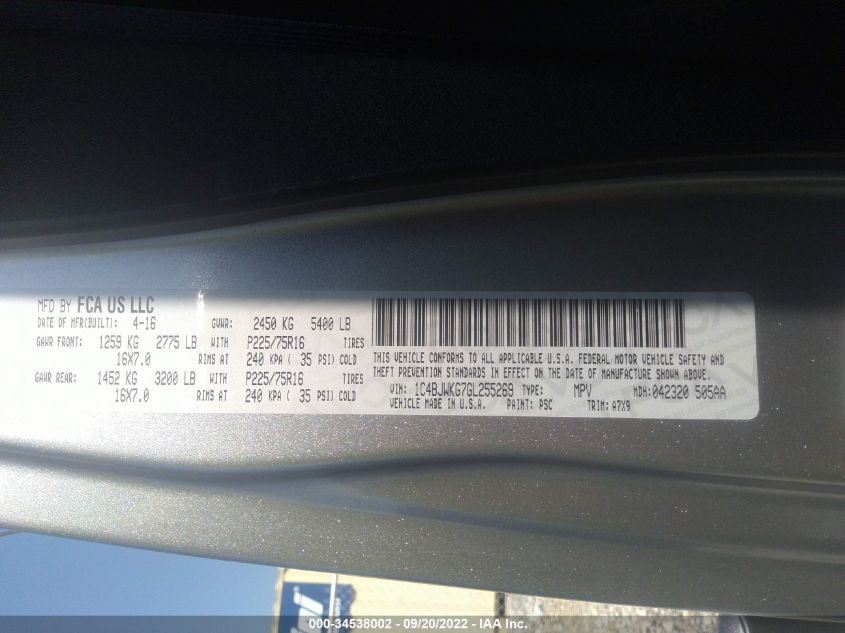 MFD BY FCA US LLC
DATE OF MFR(BUILT): 4-16 GVWR: 2450 KG 5400 LB
GAWR FRONT: 1259 KG 2775 LB WITH P225/75R16 TIRES
16X7.0 RIMS AT 240 KPA ( 35 PSI) COLD
GAWR REAR: 1452 KG 3200 LB WITH P225/75R16 TIRES
16X7.0 RIMS AT 240 KPA ( 35 PSI) COLD
THIS VEHICLE CONFORMS TO ALL APPLICABLE U.S.A. FEDERAL MOTOR VEHICLE SAFETY AND
THEFT PREVENTION STANDARDS IN EFFECT ON THE DATE OF MANUFACTURE SHOWN ABOVE.
VIN: 1C4BJWKG7GL255269 TYPE: MPV MDH: 042320 505AA
VEHICLE MADE IN U.S.A. PAINT: PSC TRIM: A7X9
000-34538002 - 09/20/2022 - IAA Inc.